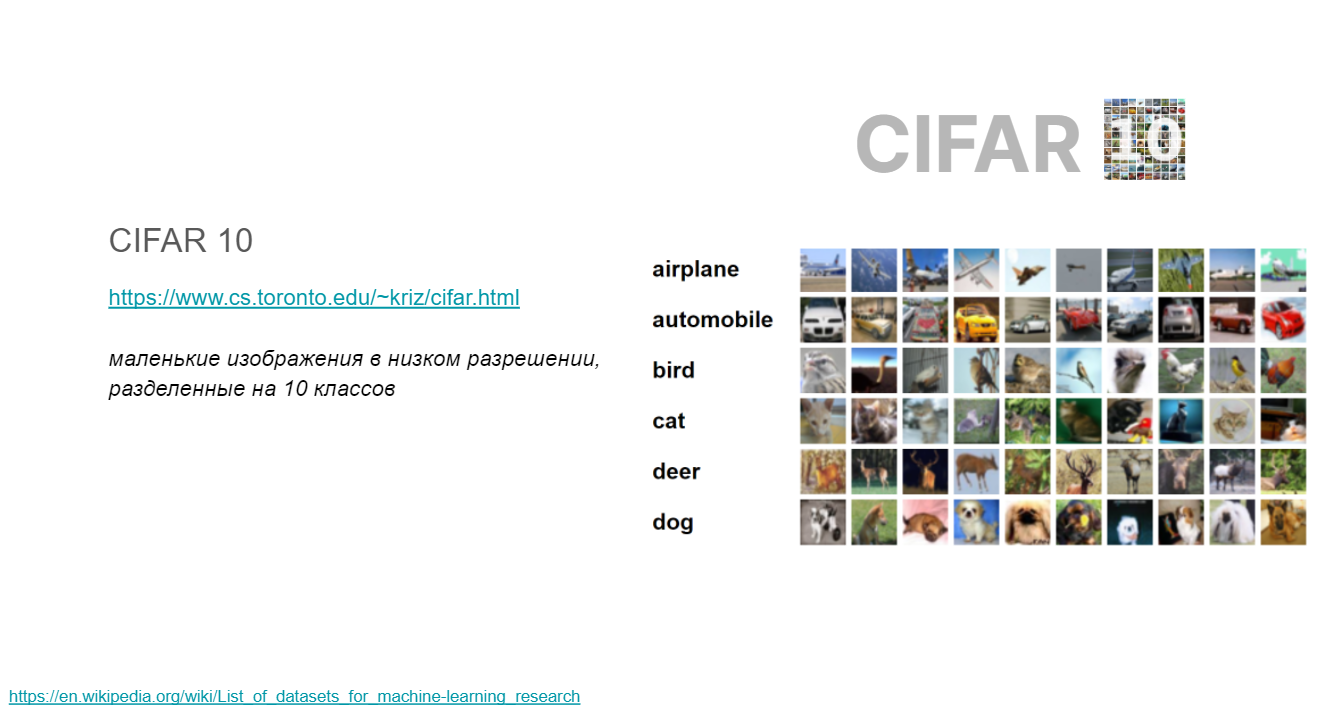 CIFAR 10
CIFAR 10
https://www.cs.toronto.edu/~kriz/cifar.html
маленькие изображения в низком разрешении,
разделенные на 10 классов
airplane
automobile
bird
cat
deer
dog
https://en.wikipedia.org/wiki/List_of_datasets_for_machine-learning_research